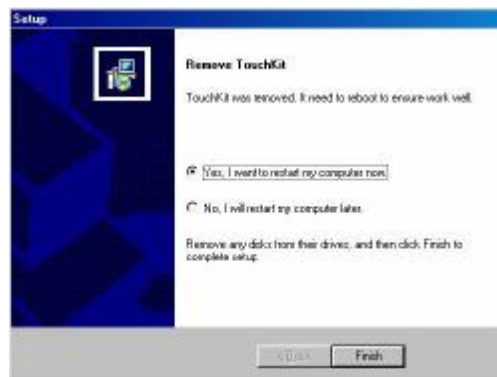 Setup
Remove TouchKit
TouchKit was removed. It need to reboot to ensure work well.
Yes, I want to restart my computer now.
No, I will restart my computer later.
Remove any disks from their drives, and then click Finish to
complete setup.
< Back
Finish